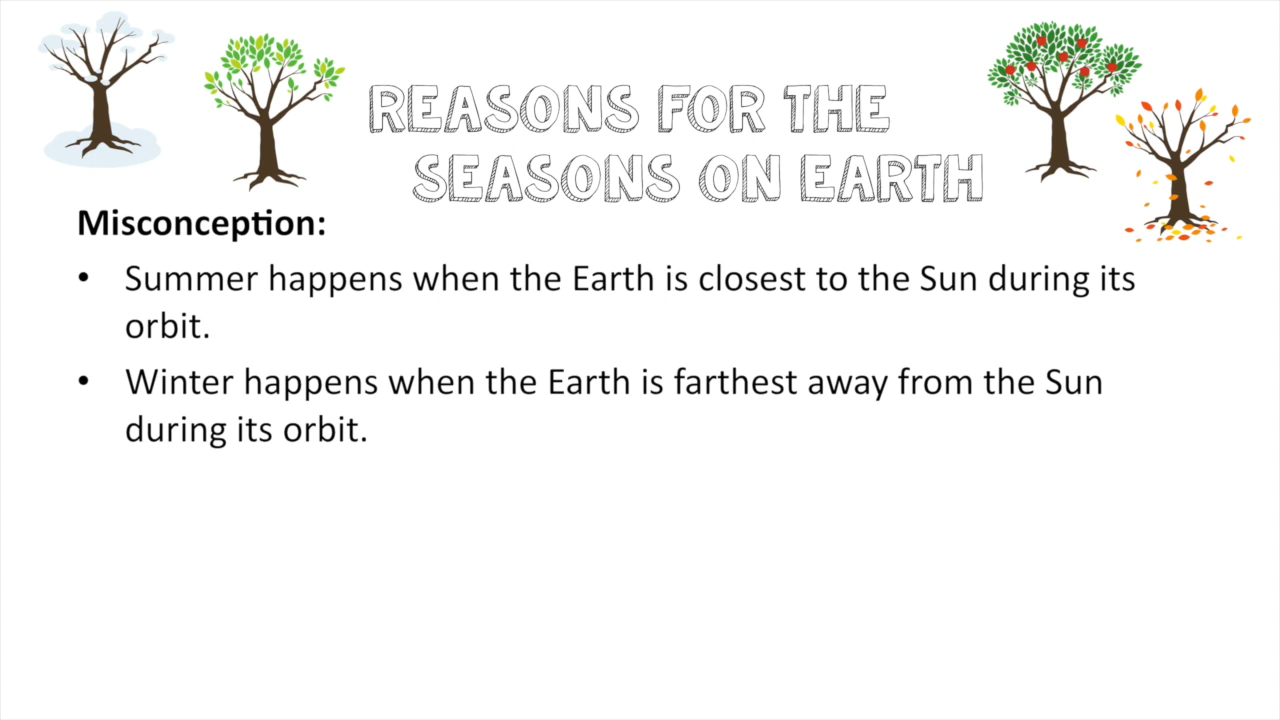 REASONS FOR THE
SEASONS ON EARTH
Misconception:
• Summer happens when the Earth is closest to the Sun during its
orbit.
• Winter happens when the Earth is farthest away from the Sun
during its orbit.